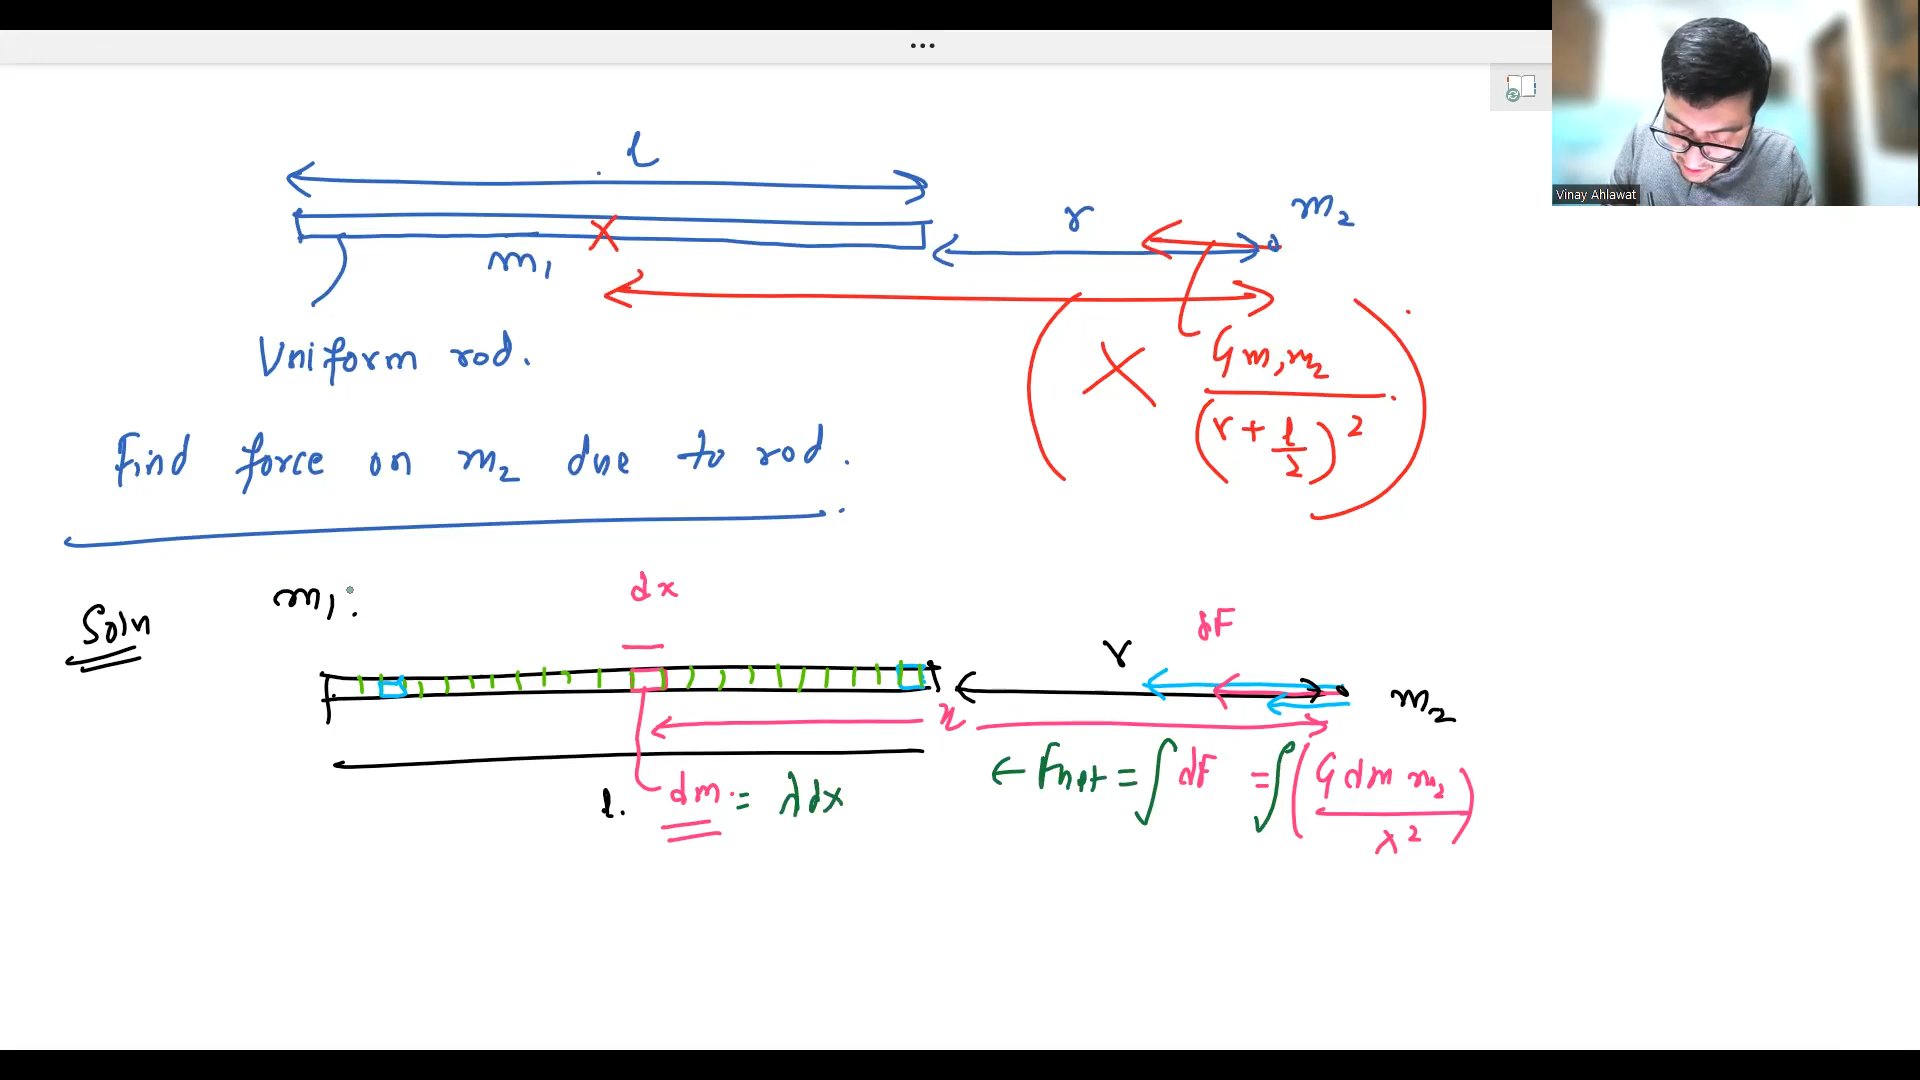 Vinay Ahlawat
l
r
m₂
m₁
Uniform rod.
X Gm₁m₂ / (r + l/2)²
Find force on m₂ due to rod.
Soln
m₁.
dx
r
dF
m₂
x
l.
dm. = λdx
← Fnet = ∫dF = ∫(G dm m₂ / x²)